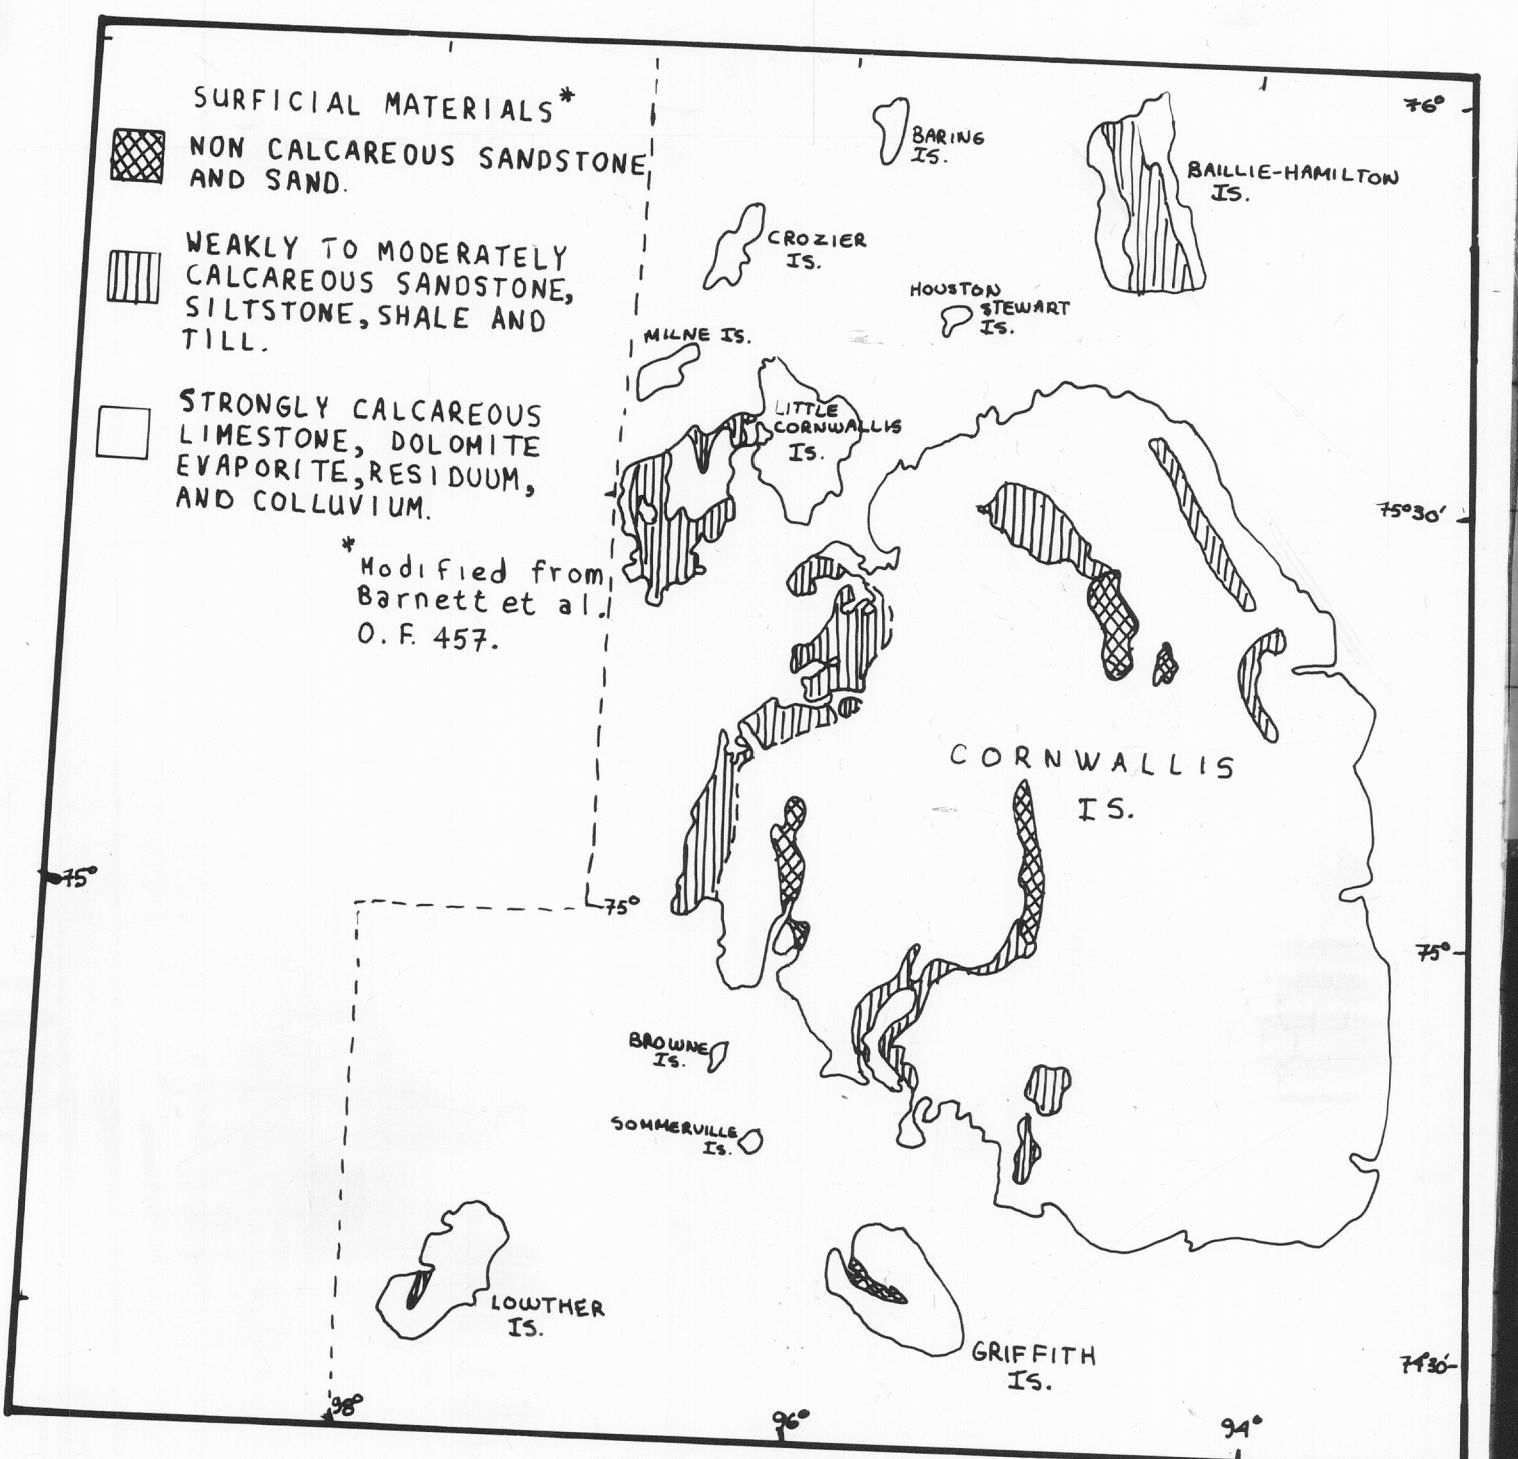 SURFICIAL MATERIALS*
NON CALCAREOUS SANDSTONE
AND SAND.
WEAKLY TO MODERATELY
CALCAREOUS SANDSTONE,
SILTSTONE, SHALE AND
TILL.
STRONGLY CALCAREOUS
LIMESTONE, DOLOMITE
EVAPORITE, RESIDUUM,
AND COLLUVIUM.
*Modified from
Barnett et al.
O.F. 457.
BARING
IS.
76°
BAILLIE-HAMILTON
IS.
CROZIER
IS.
HOUSTON
STEWART
IS.
MILNE IS.
LITTLE
CORNWALLIS
IS.
75°30'
CORNWALLIS
IS.
75°
75°
75°
BROWNE
IS.
SOMMERVILLE
IS.
LOWTHER
IS.
GRIFFITH
IS.
74°30'
98°
96°
94°